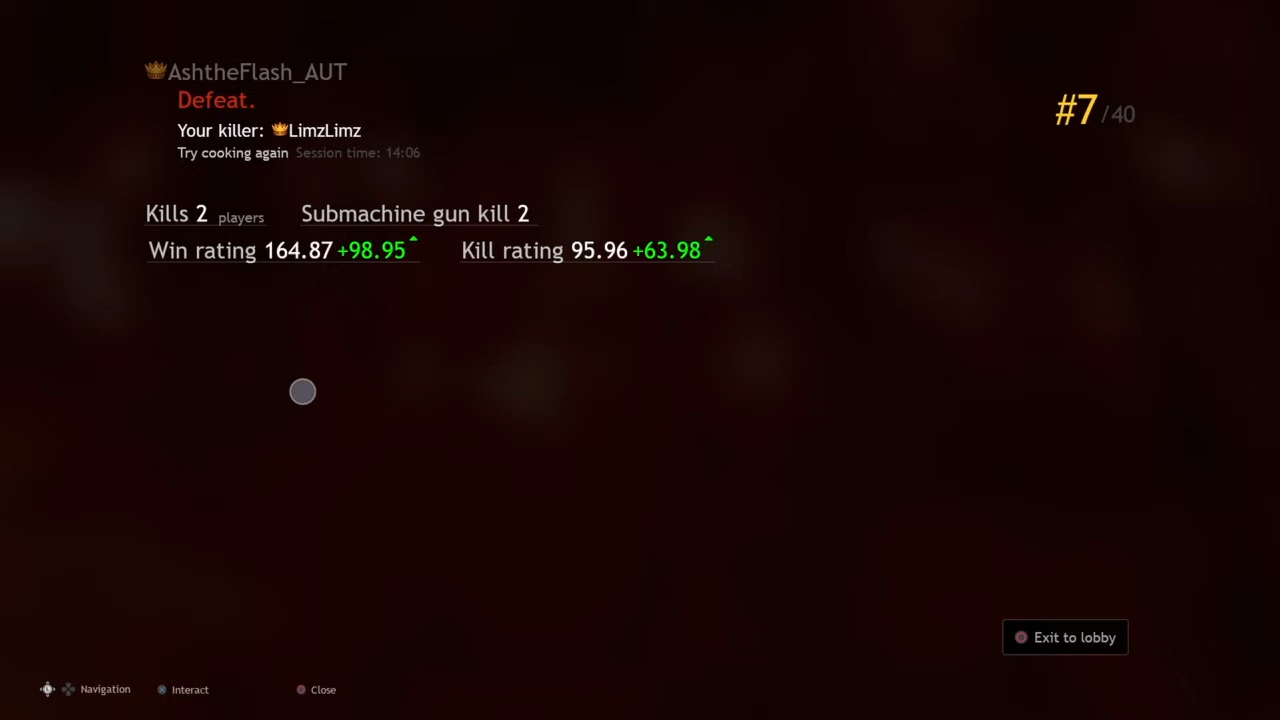 AshtheFlash_AUT
Defeat.
#7/40
Your killer: LimzLimz
Try cooking again Session time: 14:06
Kills 2 players Submachine gun kill 2
Win rating 164.87 +98.95 Kill rating 95.96 +63.98
Exit to lobby
Navigation Interact Close